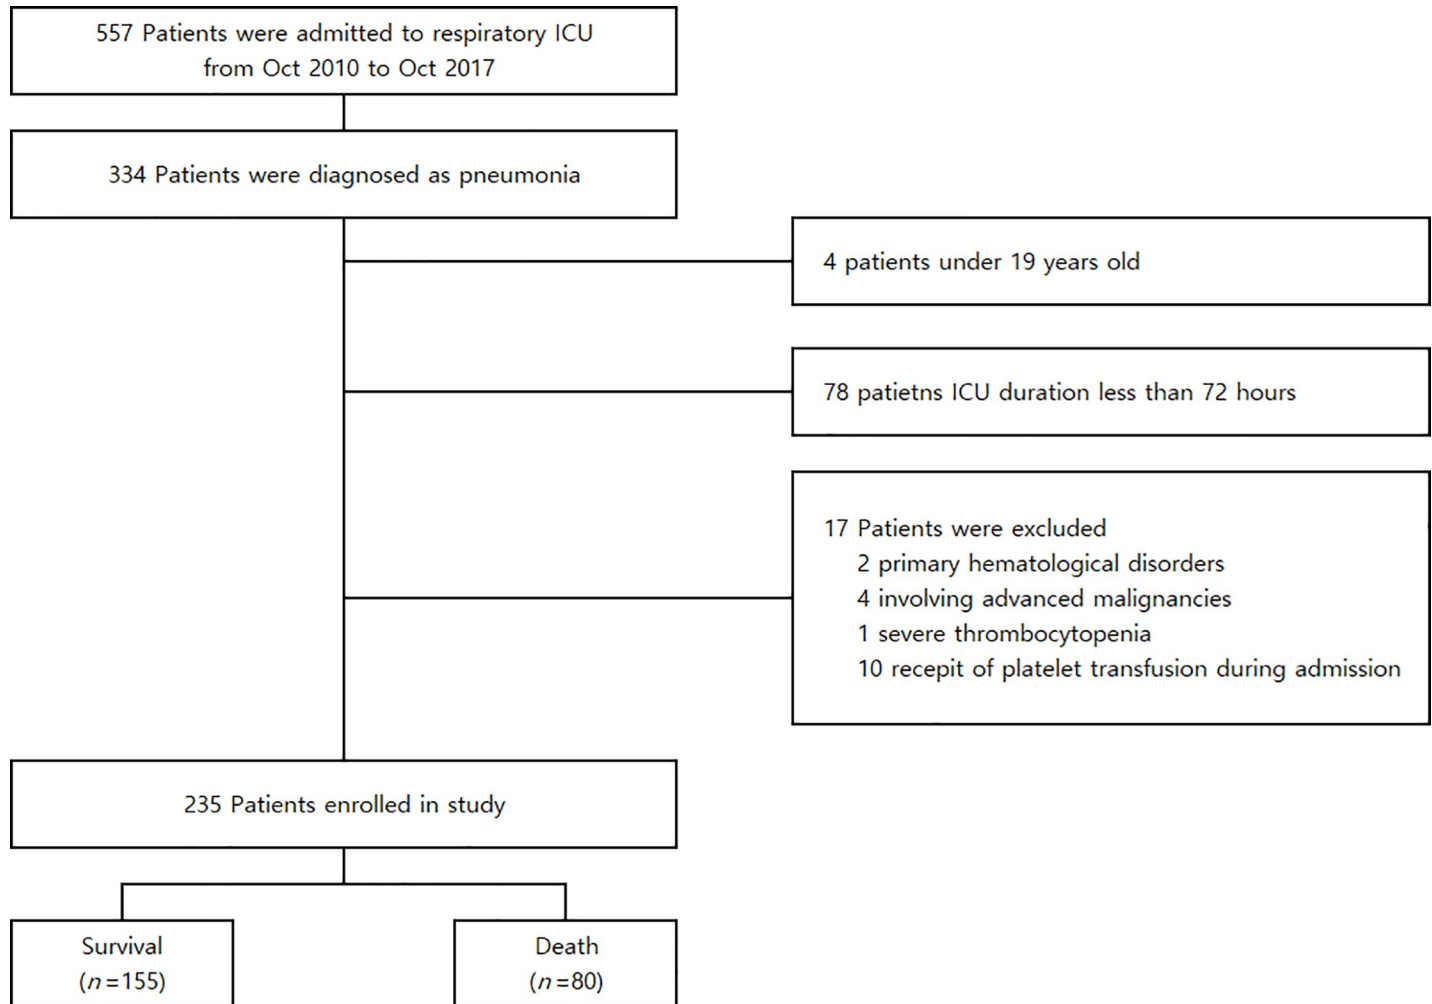 557 Patients were admitted to respiratory ICU
from Oct 2010 to Oct 2017
334 Patients were diagnosed as pneumonia
4 patients under 19 years old
78 patietns ICU duration less than 72 hours
17 Patients were excluded
2 primary hematological disorders
4 involving advanced malignancies
1 severe thrombocytopenia
10 recepit of platelet transfusion during admission
235 Patients enrolled in study
Survival
(n=155)
Death
(n=80)